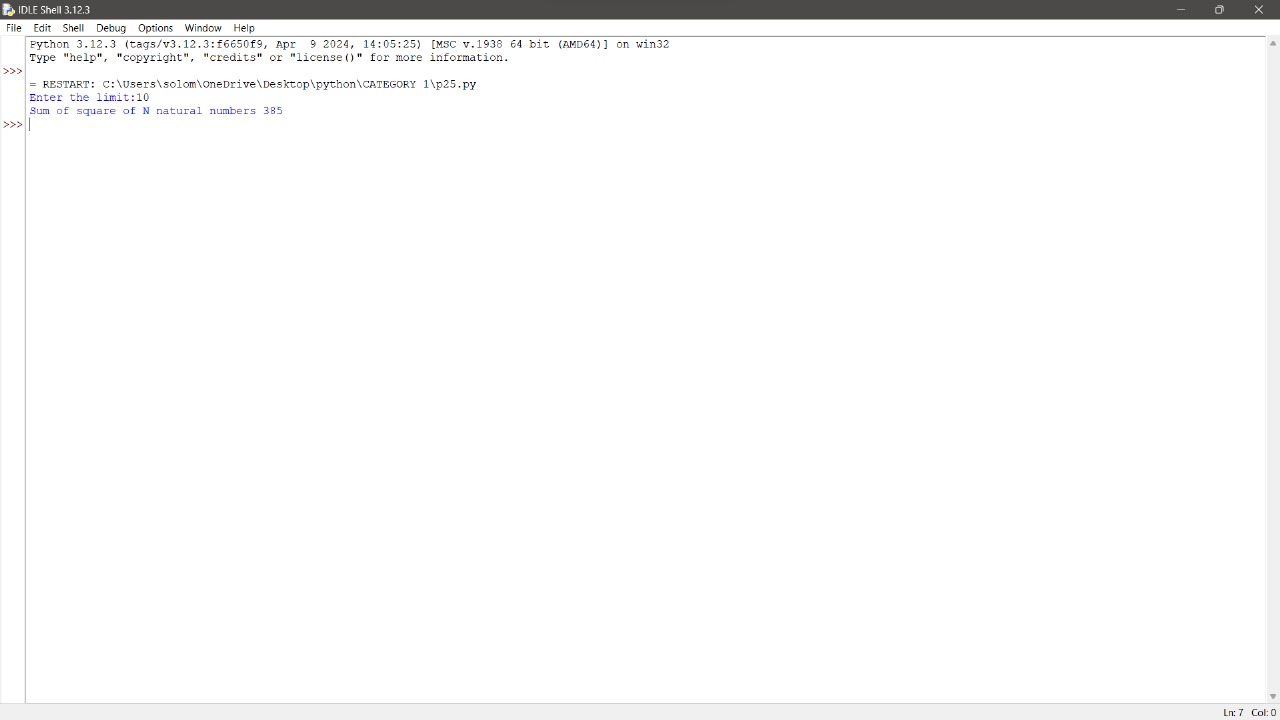 IDLE Shell 3.12.3
File Edit Shell Debug Options Window Help
Python 3.12.3 (tags/v3.12.3:f6650f9, Apr  9 2024, 14:05:25) [MSC v.1938 64 bit (AMD64)] on win32
Type "help", "copyright", "credits" or "license()" for more information.
>>>
= RESTART: C:\Users\solom\OneDrive\Desktop\python\CATEGORY 1\p25.py
Enter the limit:10
Sum of square of N natural numbers 385
>>>
Ln: 7 Col: 0